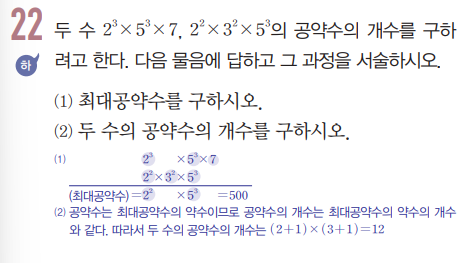 22
하
두 수 2³×5³×7, 2²×3²×5³의 공약수의 개수를 구하
려고 한다. 다음 물음에 답하고 그 과정을 서술하시오.
(1) 최대공약수를 구하시오.
(2) 두 수의 공약수의 개수를 구하시오.
(1) 2³ ×5³×7
2²×3²×5³
(최대공약수)=2² ×5³ =500
(2) 공약수는 최대공약수의 약수이므로 공약수의 개수는 최대공약수의 약수의 개수
와 같다. 따라서 두 수의 공약수의 개수는 (2+1)×(3+1)=12